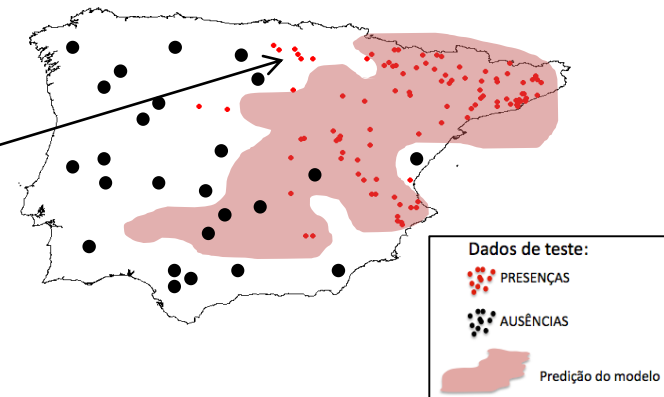 Dados de teste:
PRESENÇAS
AUSÊNCIAS
Predição do modelo